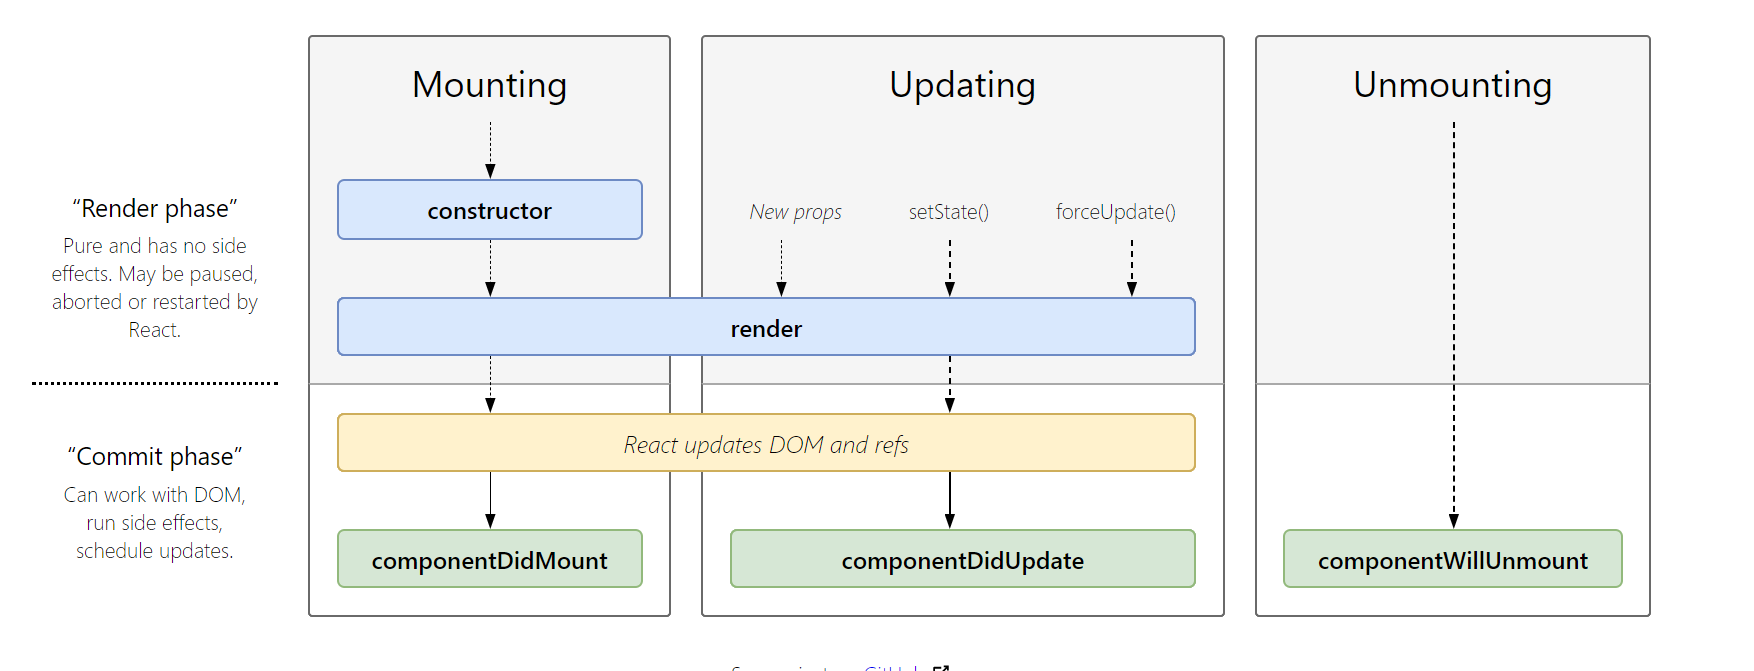 Mounting
Updating
Unmounting
“Render phase”
Pure and has no side
effects. May be paused,
aborted or restarted by
React.
constructor
New props
setState()
forceUpdate()
render
“Commit phase”
Can work with DOM,
run side effects,
schedule updates.
React updates DOM and refs
componentDidMount
componentDidUpdate
componentWillUnmount